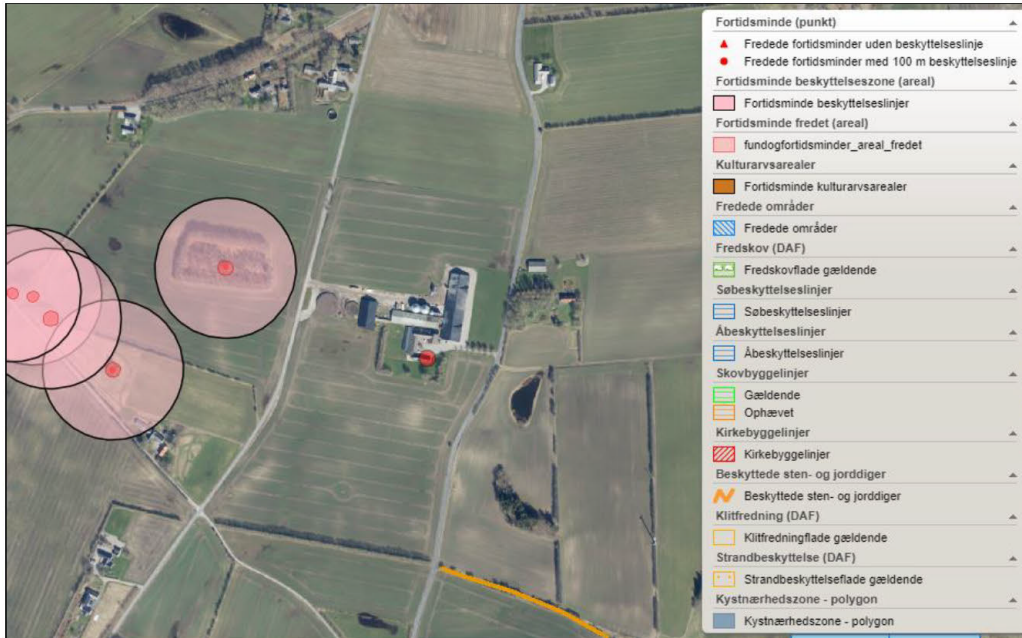 Fortidsminde (punkt)
Fredede fortidsminder uden beskyttelseslinje
Fredede fortidsminder med 100 m beskyttelseslinje
Fortidsminde beskyttelseszone (areal)
Fortidsminde beskyttelseslinjer
Fortidsminde fredet (areal)
fundogfortidsminder_areal_fredet
Kulturarvsarealer
Fortidsminde kulturarvsarealer
Fredede områder
Fredede områder
Fredskov (DAF)
Fredskovflade gældende
Søbeskyttelseslinjer
Søbeskyttelseslinjer
Åbeskyttelseslinjer
Åbeskyttelseslinjer
Skovbyggelinjer
Gældende
Ophævet
Kirkebyggelinjer
Kirkebyggelinjer
Beskyttede sten- og jorddiger
Beskyttede sten- og jorddiger
Klitfredning (DAF)
Klitfredningflade gældende
Strandbeskyttelse (DAF)
Strandbeskyttelseflade gældende
Kystnærhedszone - polygon
Kystnærhedszone - polygon